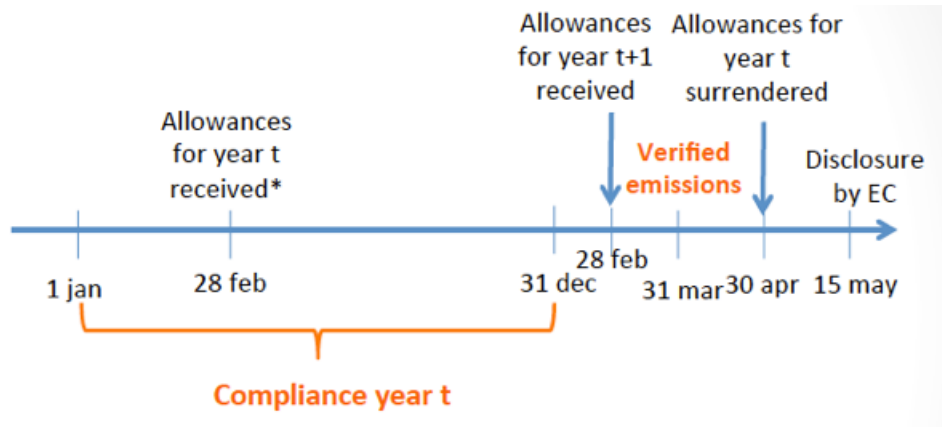 Allowances
for year t+1
received
Allowances for
year t
surrendered
Allowances
for year t
received*
Verified
emissions
Disclosure
by EC
1 jan
28 feb
31 dec
28 feb
31 mar
30 apr
15 may
Compliance year t